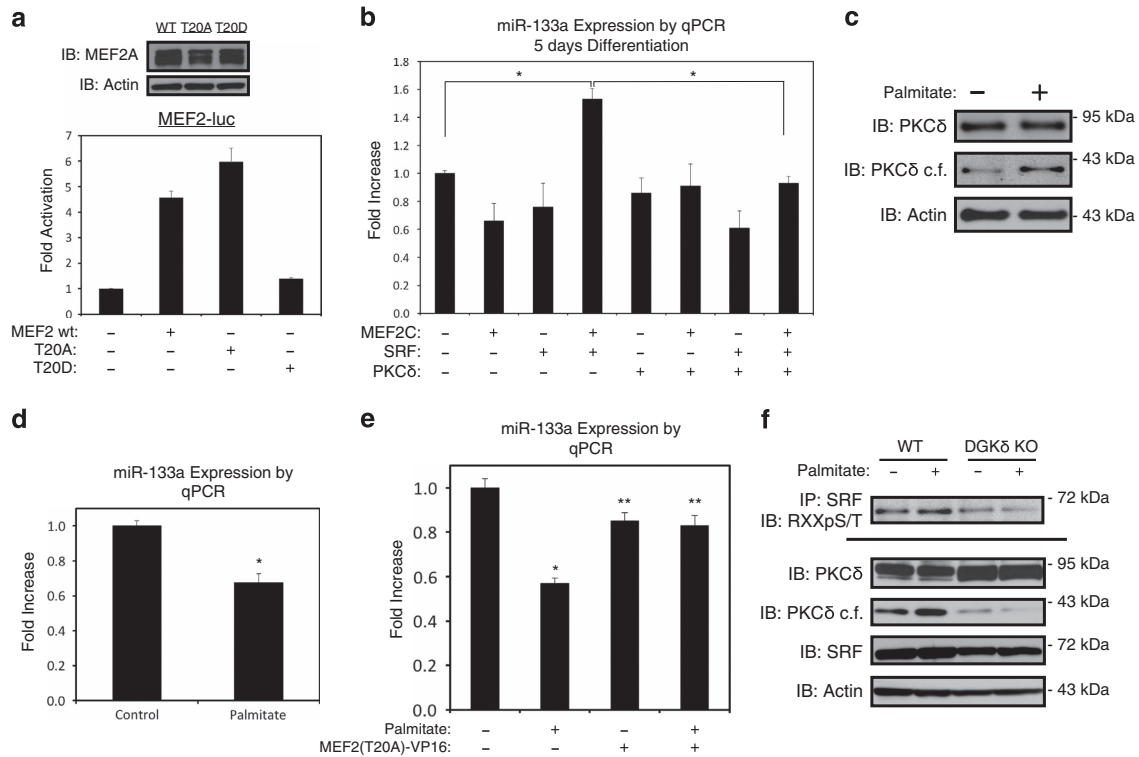 a
WT T20A T20D
IB: MEF2A
IB: Actin
MEF2-luc
Fold Activation
7
6
5
4
3
2
1
0
MEF2 wt: – + – –
T20A: – – + –
T20D: – – – +
b
miR-133a Expression by qPCR
5 days Differentiation
* *
Fold Increase
1.8
1.6
1.4
1.2
1.0
0.8
0.6
0.4
0.2
0.0
MEF2C: – + – + – + – +
SRF: – – + + – – + +
PKCδ: – – – – + + + +
c
Palmitate: – +
IB: PKCδ - 95 kDa
IB: PKCδ c.f. - 43 kDa
IB: Actin - 43 kDa
d
miR-133a Expression by
qPCR
Fold Increase
1.0
0.8
0.6
0.4
0.2
0.0
*
Control Palmitate
e
miR-133a Expression by
qPCR
Fold Increase
1.0
0.8
0.6
0.4
0.2
0.0
* ** **
Palmitate: – + – +
MEF2(T20A)-VP16: – – + +
f
WT DGKδ KO
Palmitate: – + – +
IP: SRF - 72 kDa
IB: RXXpS/T
IB: PKCδ - 95 kDa
IB: PKCδ c.f. - 43 kDa
IB: SRF - 72 kDa
IB: Actin - 43 kDa